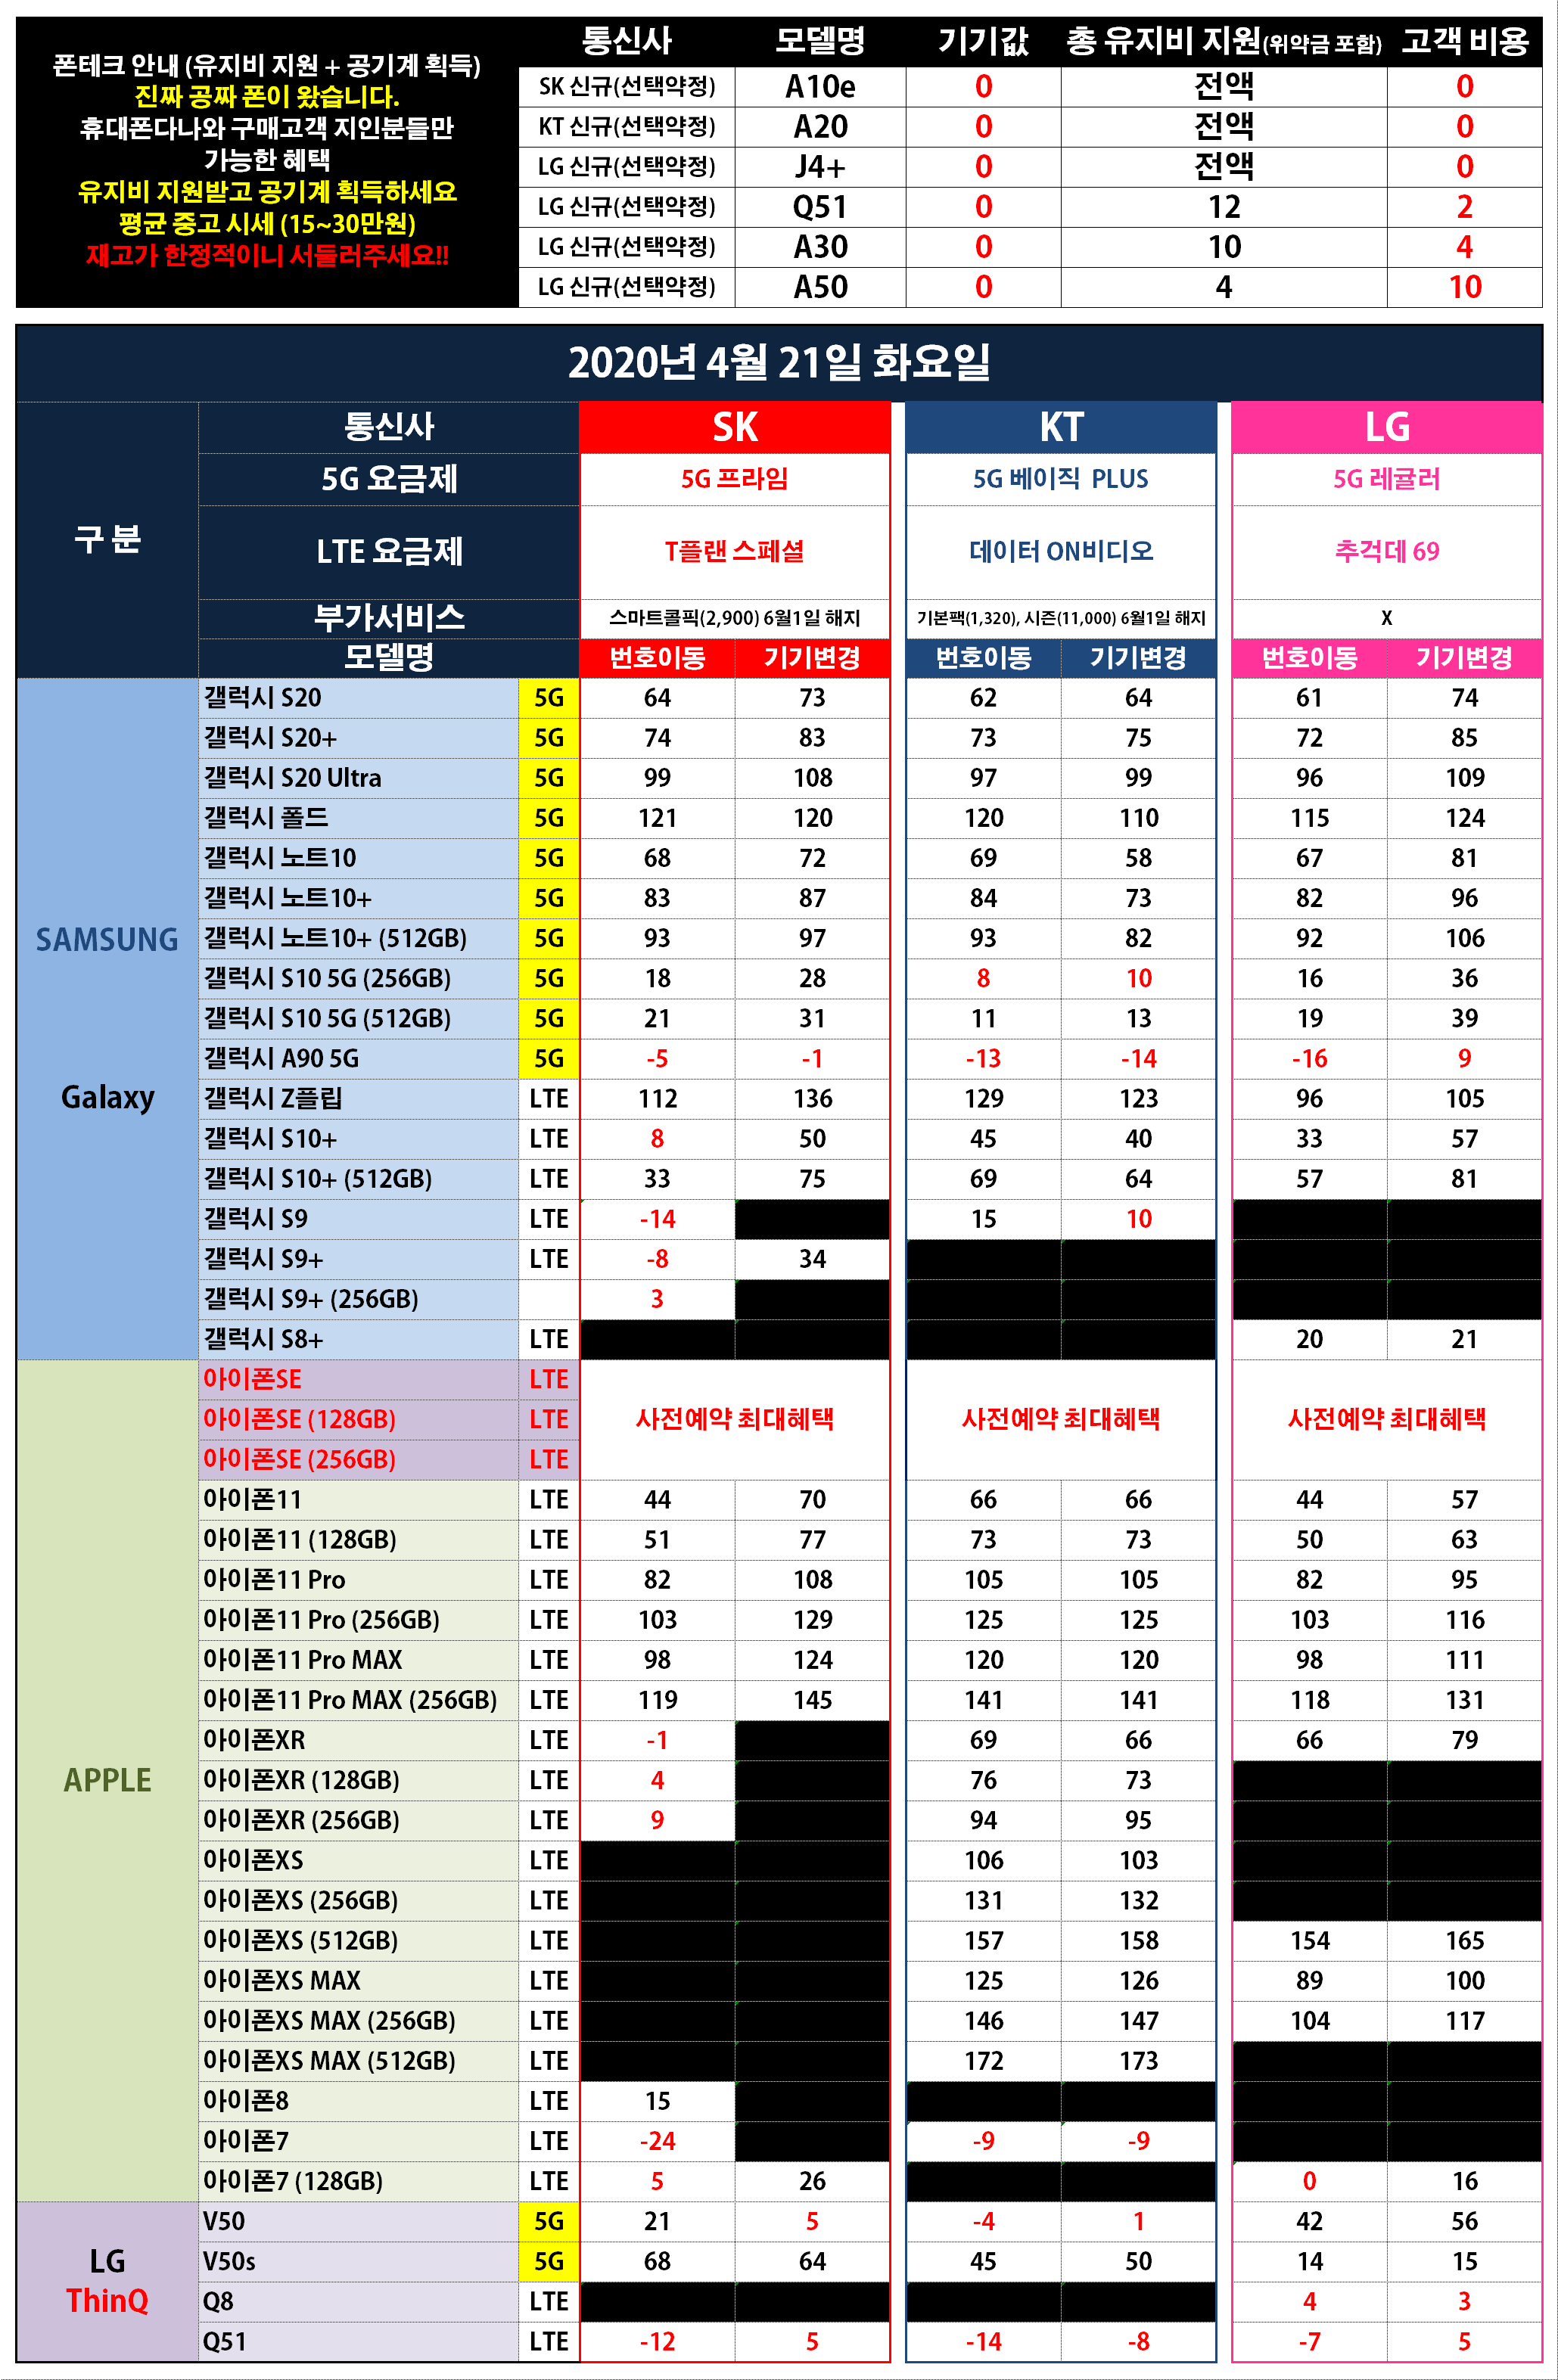 폰테크 안내 (유지비 지원 + 공기계 획득)
진짜 공짜 폰이 왔습니다.
휴대폰다나와 구매고객 지인분들만
가능한 혜택
유지비 지원받고 공기계 획득하세요
평균 중고 시세 (15~30만원)
재고가 한정적이니 서둘러주세요!!
통신사 모델명 기기값 총 유지비 지원(위약금 포함) 고객 비용
SK 신규(선택약정) A10e 0 전액 0
KT 신규(선택약정) A20 0 전액 0
LG 신규(선택약정) J4+ 0 전액 0
LG 신규(선택약정) Q51 0 12 2
LG 신규(선택약정) A30 0 10 4
LG 신규(선택약정) A50 0 4 10
2020년 4월 21일 화요일
구 분
통신사 SK KT LG
5G 요금제 5G 프라임 5G 베이직 PLUS 5G 레귤러
LTE 요금제 T플랜 스페셜 데이터 ON비디오 추걱데 69
부가서비스 스마트콜픽(2,900) 6월1일 해지 기본팩(1,320), 시즌(11,000) 6월1일 해지 X
모델명 번호이동 기기변경 번호이동 기기변경 번호이동 기기변경
SAMSUNG
Galaxy
갤럭시 S20 5G 64 73 62 64 61 74
갤럭시 S20+ 5G 74 83 73 75 72 85
갤럭시 S20 Ultra 5G 99 108 97 99 96 109
갤럭시 폴드 5G 121 120 120 110 115 124
갤럭시 노트10 5G 68 72 69 58 67 81
갤럭시 노트10+ 5G 83 87 84 73 82 96
갤럭시 노트10+ (512GB) 5G 93 97 93 82 92 106
갤럭시 S10 5G (256GB) 5G 18 28 8 10 16 36
갤럭시 S10 5G (512GB) 5G 21 31 11 13 19 39
갤럭시 A90 5G 5G -5 -1 -13 -14 -16 9
갤럭시 Z플립 LTE 112 136 129 123 96 105
갤럭시 S10+ LTE 8 50 45 40 33 57
갤럭시 S10+ (512GB) LTE 33 75 69 64 57 81
갤럭시 S9 LTE -14 15 10
갤럭시 S9+ LTE -8 34
갤럭시 S9+ (256GB) 3
갤럭시 S8+ LTE 20 21
APPLE
아이폰SE LTE
아이폰SE (128GB) LTE 사전예약 최대혜택 사전예약 최대혜택 사전예약 최대혜택
아이폰SE (256GB) LTE
아이폰11 LTE 44 70 66 66 44 57
아이폰11 (128GB) LTE 51 77 73 73 50 63
아이폰11 Pro LTE 82 108 105 105 82 95
아이폰11 Pro (256GB) LTE 103 129 125 125 103 116
아이폰11 Pro MAX LTE 98 124 120 120 98 111
아이폰11 Pro MAX (256GB) LTE 119 145 141 141 118 131
아이폰XR LTE -1 69 66 66 79
아이폰XR (128GB) LTE 4 76 73
아이폰XR (256GB) LTE 9 94 95
아이폰XS LTE 106 103
아이폰XS (256GB) LTE 131 132
아이폰XS (512GB) LTE 157 158 154 165
아이폰XS MAX LTE 125 126 89 100
아이폰XS MAX (256GB) LTE 146 147 104 117
아이폰XS MAX (512GB) LTE 172 173
아이폰8 LTE 15
아이폰7 LTE -24 -9 -9
아이폰7 (128GB) LTE 5 26 0 16
LG
ThinQ
V50 5G 21 5 -4 1 42 56
V50s 5G 68 64 45 50 14 15
Q8 LTE 4 3
Q51 LTE -12 5 -14 -8 -7 5